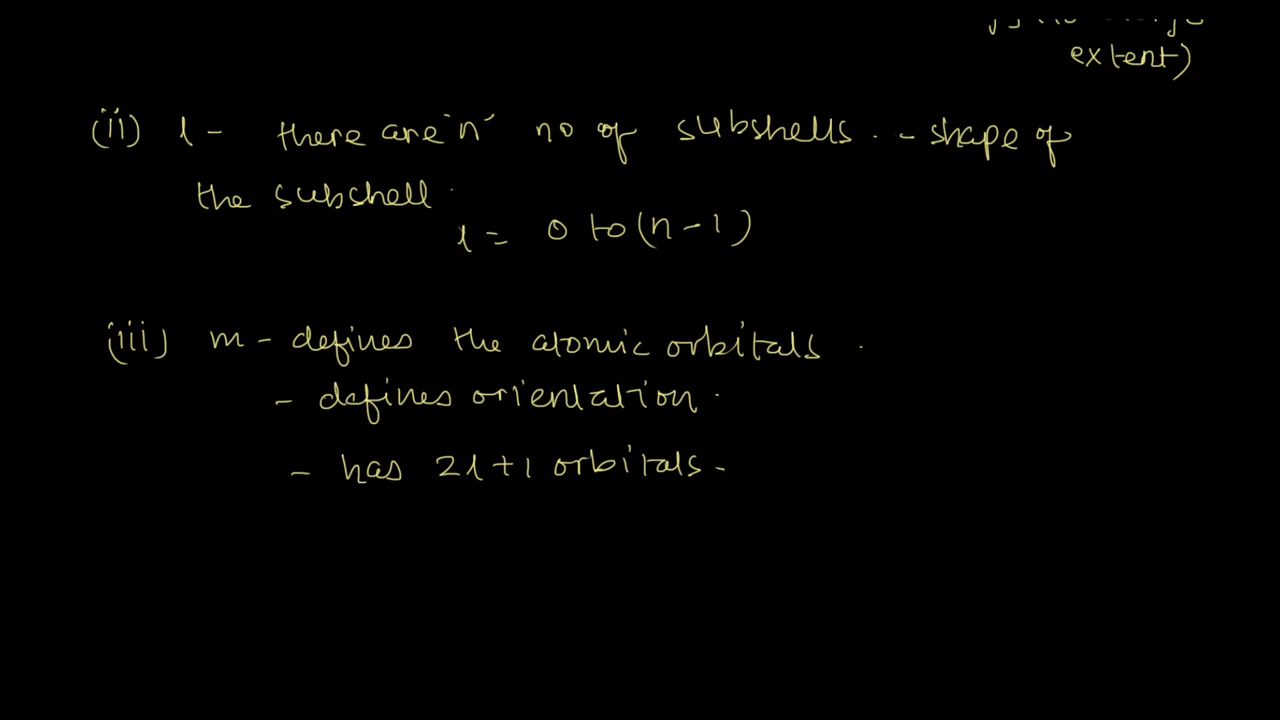 extent)
(ii) l - there are "n" no of subshells. - shape of
the subshell.
l = 0 to (n-1)
(iii) m - defines the atomic orbitals.
- defines orientation.
- has 2l+1 orbitals.